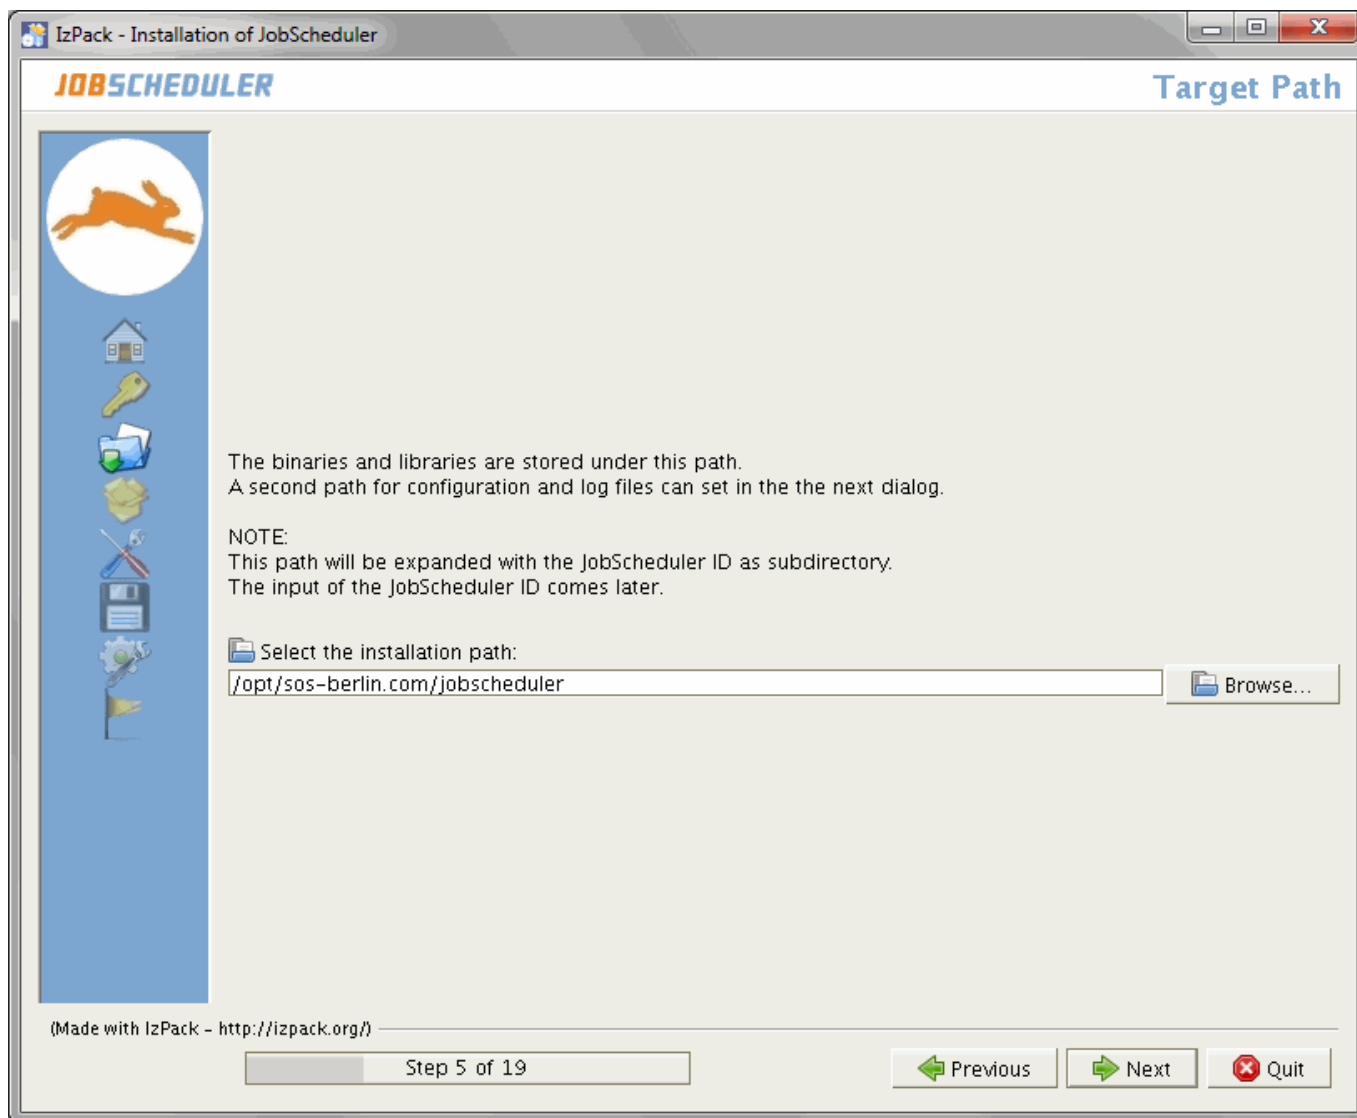 IzPack - Installation of JobScheduler
JOBSCHEDULER
Target Path
The binaries and libraries are stored under this path.
A second path for configuration and log files can set in the the next dialog.
NOTE:
This path will be expanded with the JobScheduler ID as subdirectory.
The input of the JobScheduler ID comes later.
Select the installation path:
/opt/sos-berlin.com/jobscheduler
Browse...
(Made with IzPack - http://izpack.org/)
Step 5 of 19
Previous
Next
Quit